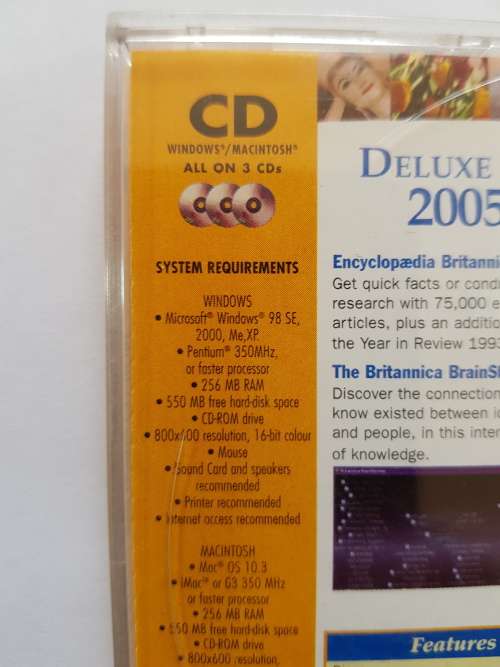 CD
WINDOWS®/MACINTOSH®
ALL ON 3 CDs
SYSTEM REQUIREMENTS
WINDOWS
• Microsoft® Windows® 98 SE,
2000, Me,XP.
• Pentium® 350MHz,
or faster processor
• 256 MB RAM
• 550 MB free hard-disk space
• CD-ROM drive
• 800x600 resolution, 16-bit colour
• Mouse
• Sound Card and speakers
recommended
• Printer recommended
• Internet access recommended
MACINTOSH
• Mac® OS 10.3
• iMac® or G3 350 MHz
or faster processor
• 256 MB RAM
• 550 MB free hard-disk space
• CD-ROM drive
• 800x600 resolution,
DELUXE
2005
Encyclopædia Britanni
Get quick facts or cond
research with 75,000 e
articles, plus an additio
the Year in Review 1993
The Britannica BrainSt
Discover the connection
know existed between i
and people, in this inter
of knowledge.
Features